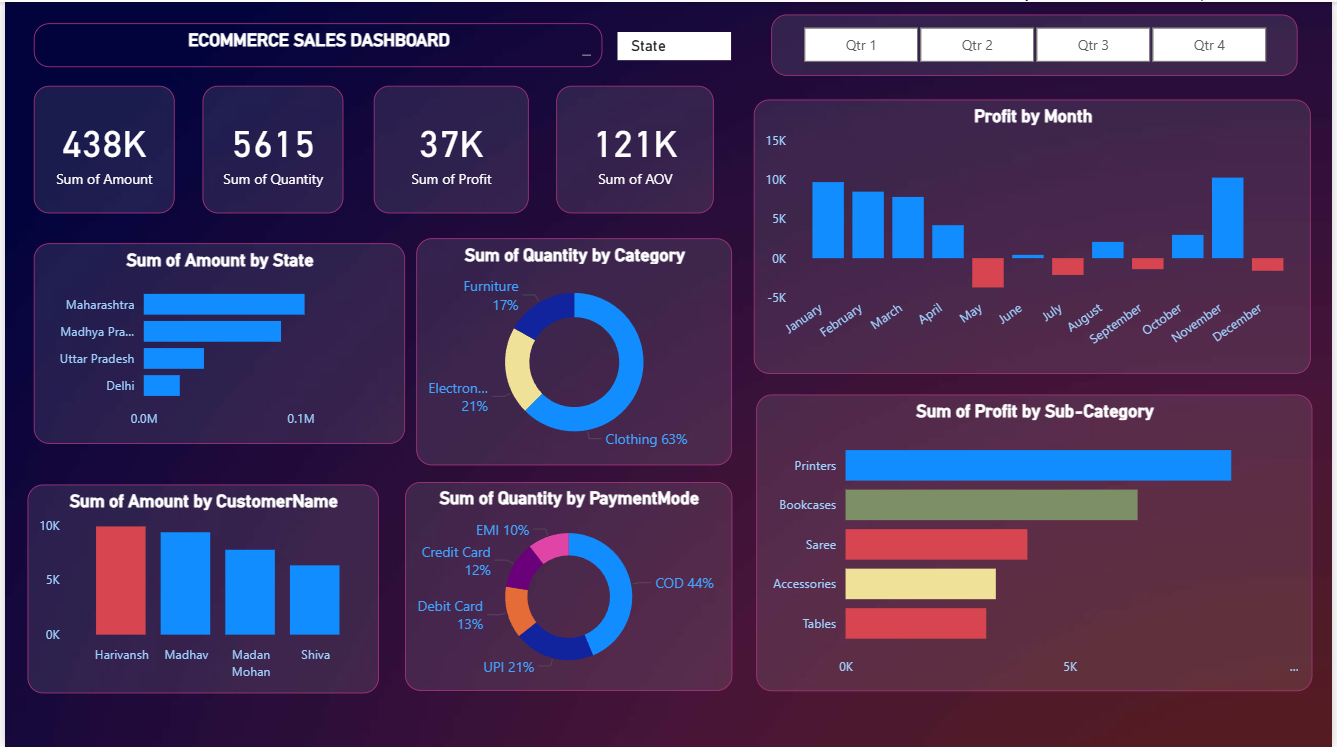 ECOMMERCE SALES DASHBOARD
State
Qtr 1
Qtr 2
Qtr 3
Qtr 4
438K
Sum of Amount
5615
Sum of Quantity
37K
Sum of Profit
121K
Sum of AOV
Profit by Month
15K
10K
5K
0K
-5K
January
February
March
April
May
June
July
August
September
October
November
December
Sum of Amount by State
Maharashtra
Madhya Pra...
Uttar Pradesh
Delhi
0.0M
0.1M
Sum of Quantity by Category
Furniture
17%
Electron...
21%
Clothing 63%
Sum of Profit by Sub-Category
Printers
Bookcases
Saree
Accessories
Tables
0K
5K
...
Sum of Amount by CustomerName
10K
5K
0K
Harivansh
Madhav
Madan
Mohan
Shiva
Sum of Quantity by PaymentMode
EMI 10%
Credit Card
12%
Debit Card
13%
UPI 21%
COD 44%